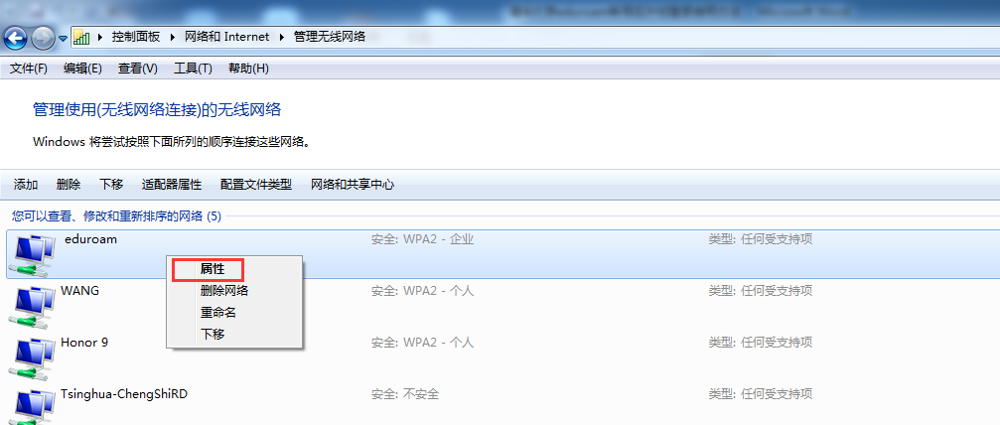 控制面板 网络和 Internet 管理无线网络
文件(F) 编辑(E) 查看(V) 工具(T) 帮助(H)
管理使用(无线网络连接)的无线网络
Windows 将尝试按照下面所列的顺序连接这些网络。
添加 删除 下移 适配器属性 配置文件类型 网络和共享中心
您可以查看、修改和重新排序的网络 (5)
eduroam 安全: WPA2 - 企业 类型: 任何受支持项
属性
删除网络
重命名
下移
WANG 安全: WPA2 - 个人 类型: 任何受支持项
Honor 9 安全: WPA2 - 个人 类型: 任何受支持项
Tsinghua-ChengShiRD 安全: 不安全 类型: 任何受支持项